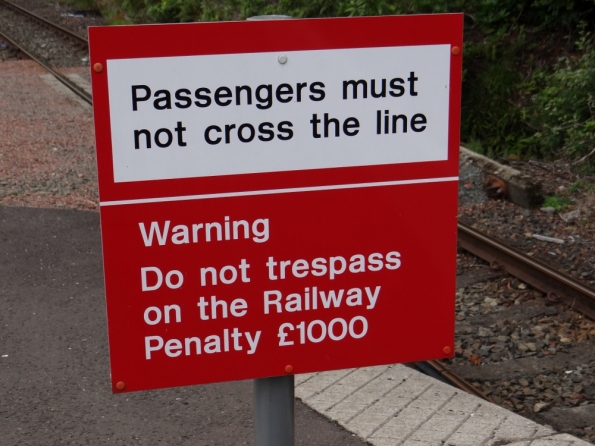 Passengers must
not cross the line
Warning
Do not trespass
on the Railway
Penalty £1000